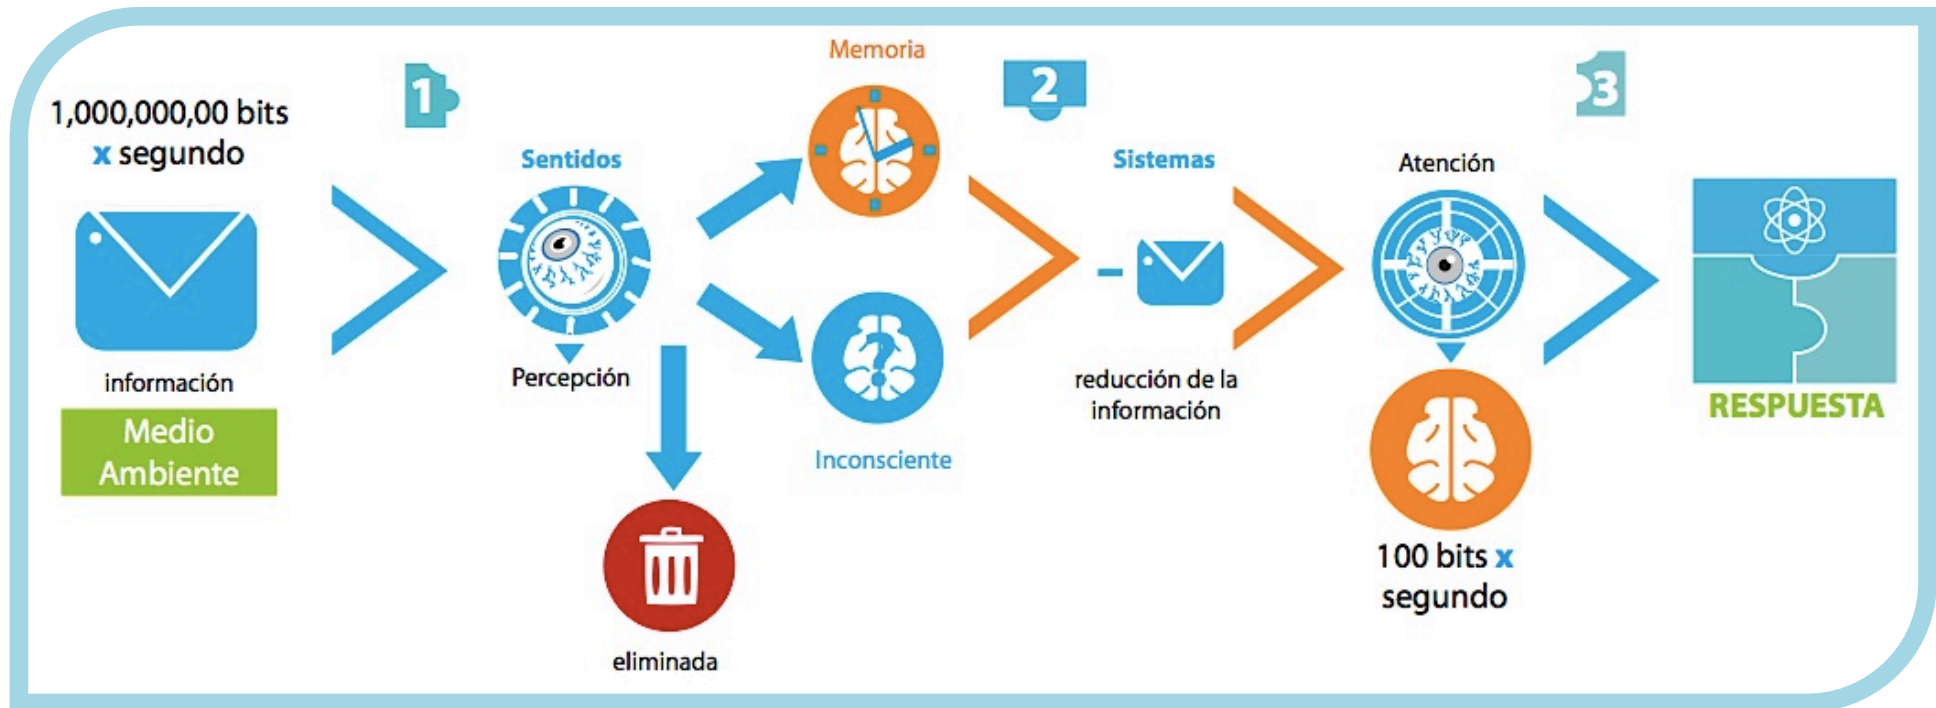 1,000,000,00 bits
x segundo
información
Medio
Ambiente
1
Sentidos
Percepción
eliminada
Memoria
Inconsciente
2
Sistemas
reducción de la
información
Atención
100 bits x
segundo
3
RESPUESTA